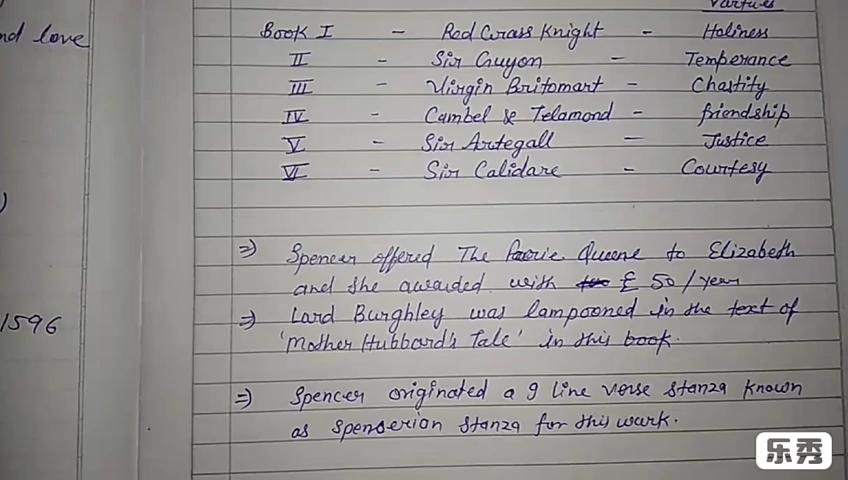 Virtues
nd love
Book I - Red Cross Knight - Holiness
II - Sir Guyon - Temperance
III - Virgin Britomart - Chastity
IV - Cambel & Telamond - friendship
V - Sir Artegall - Justice
VI - Sir Calidare - Courtesy
)
⇒ Spencer offered The Faerie Queene to Elizabeth
and she awarded with £ 50/year
1596
⇒ Lard Burghley was lampooned in the text of
'Mother Hubbard's Tale' in this book.
⇒ Spencer originated a 9 line verse stanza known
as spenserian stanza for this work.
乐秀